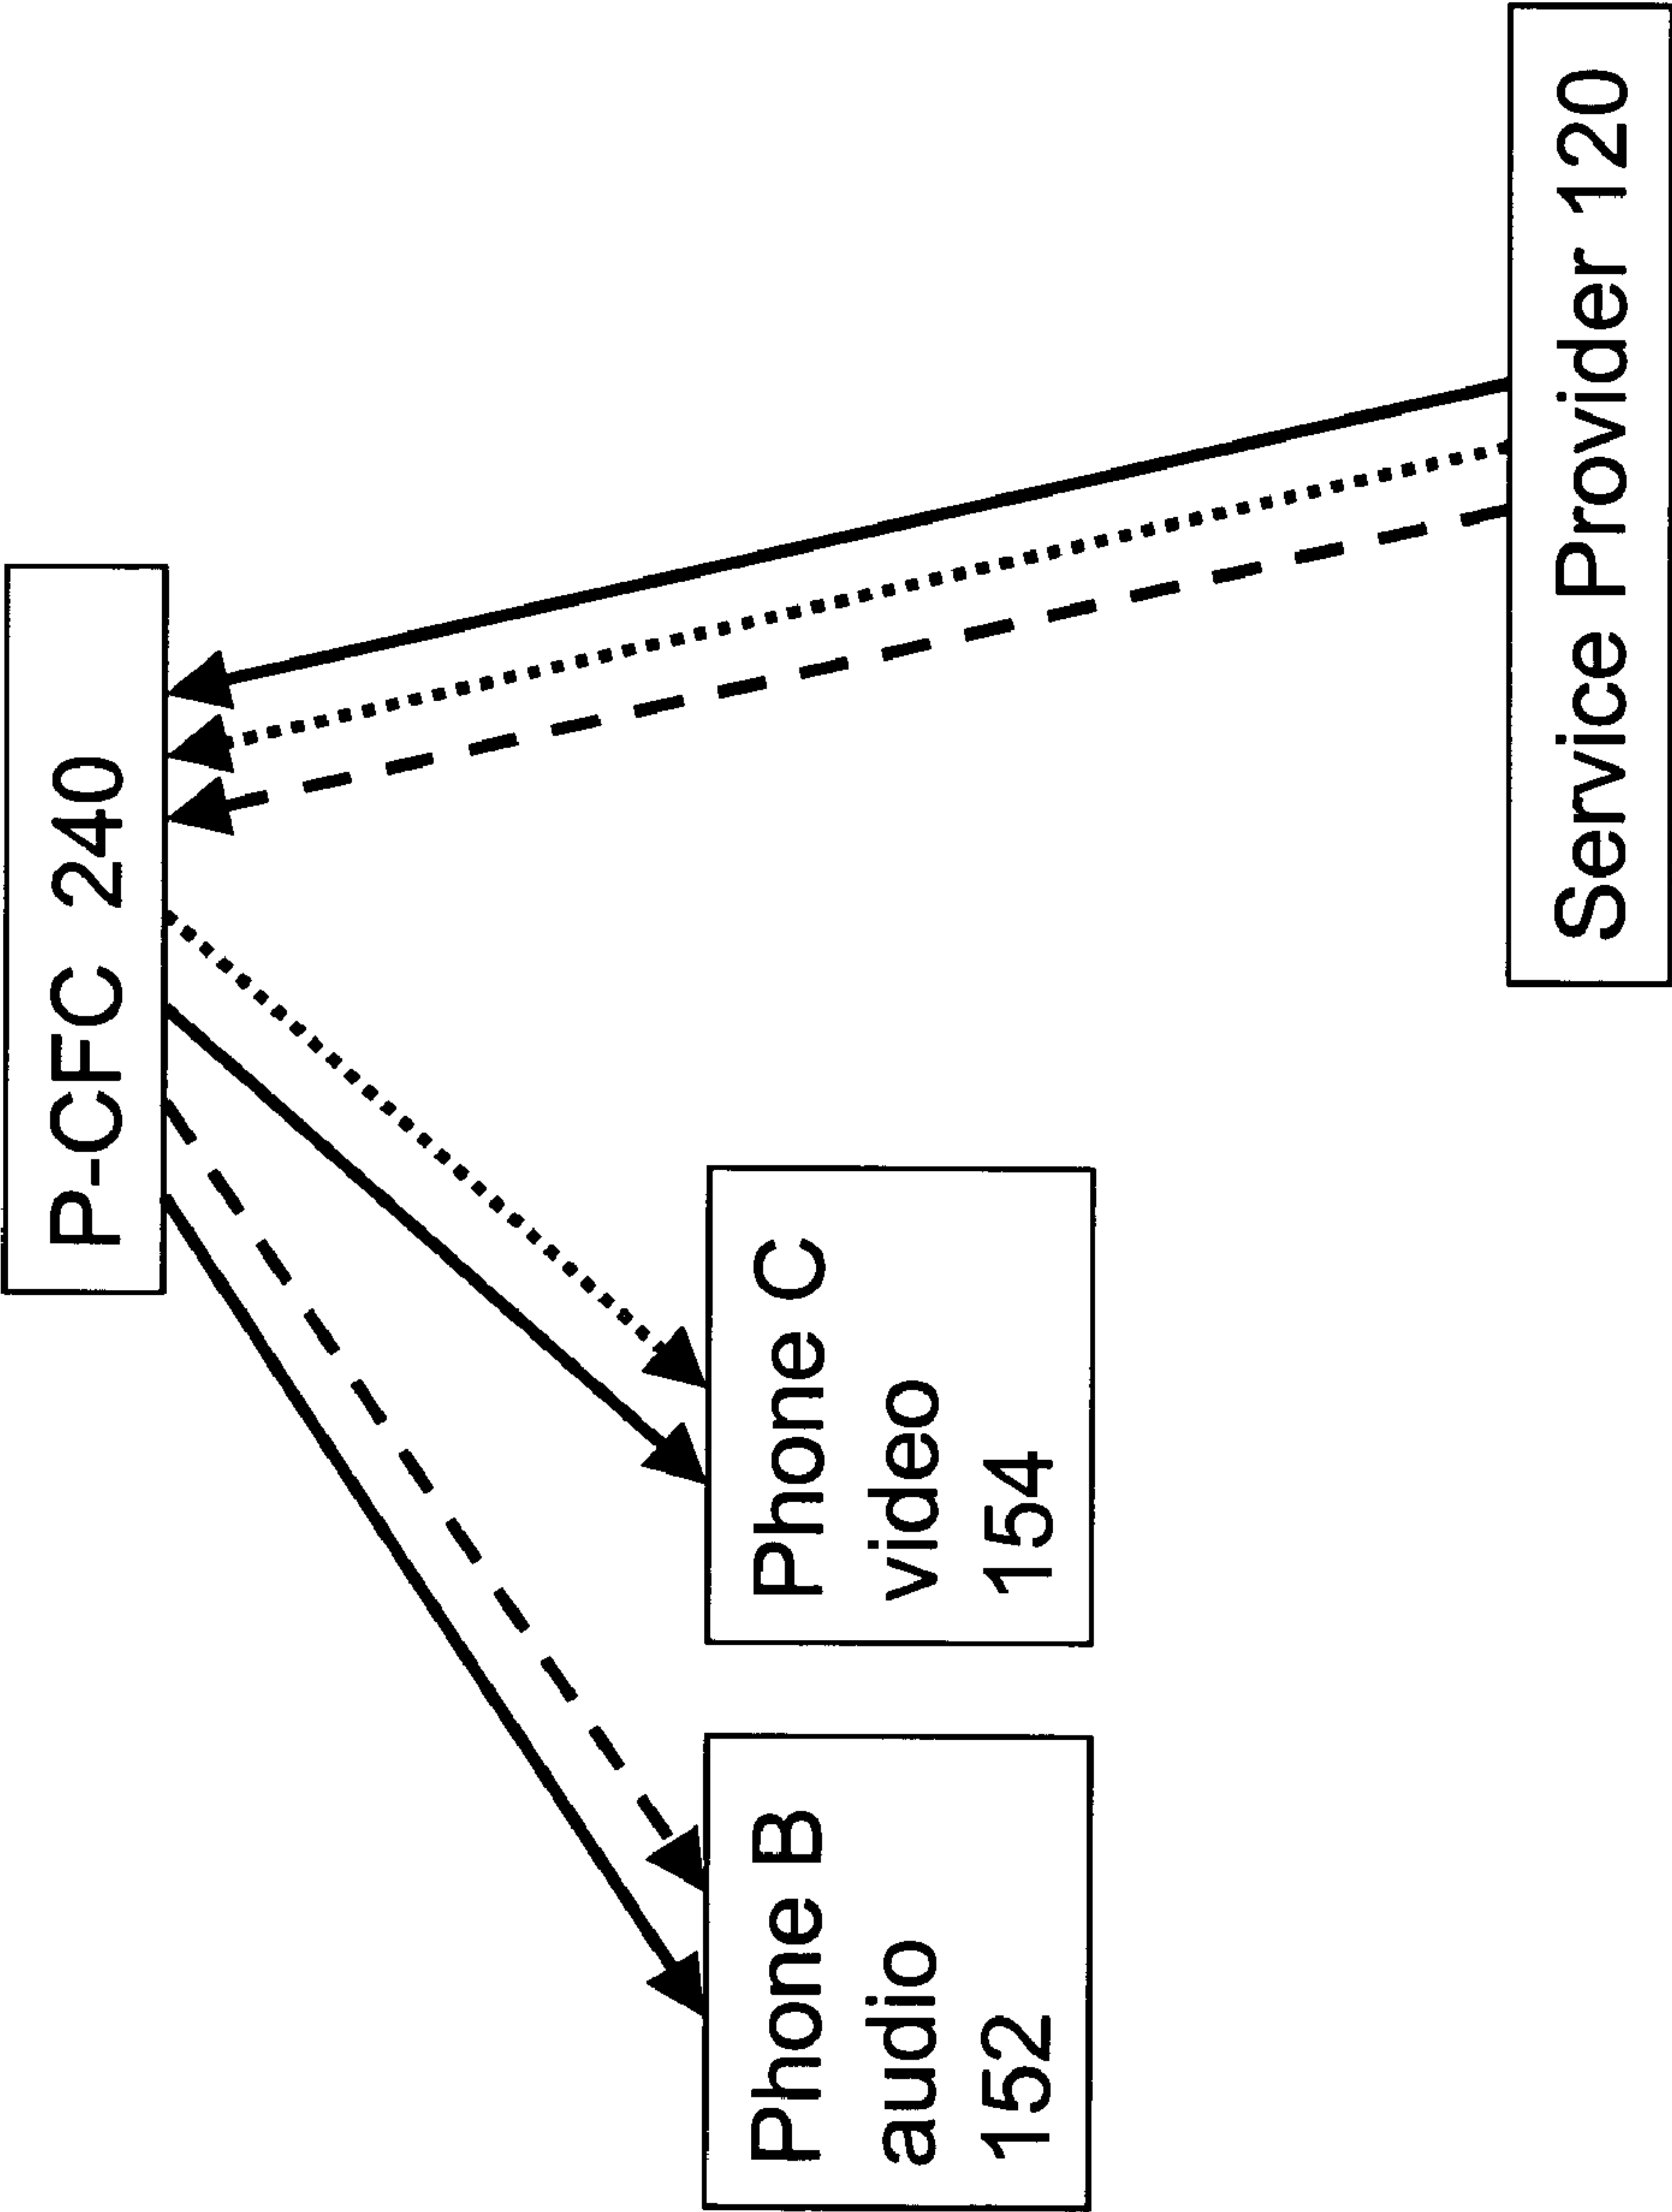 P-CFC 240
Phone B
audio
152
Phone C
video
154
Service Provider 120